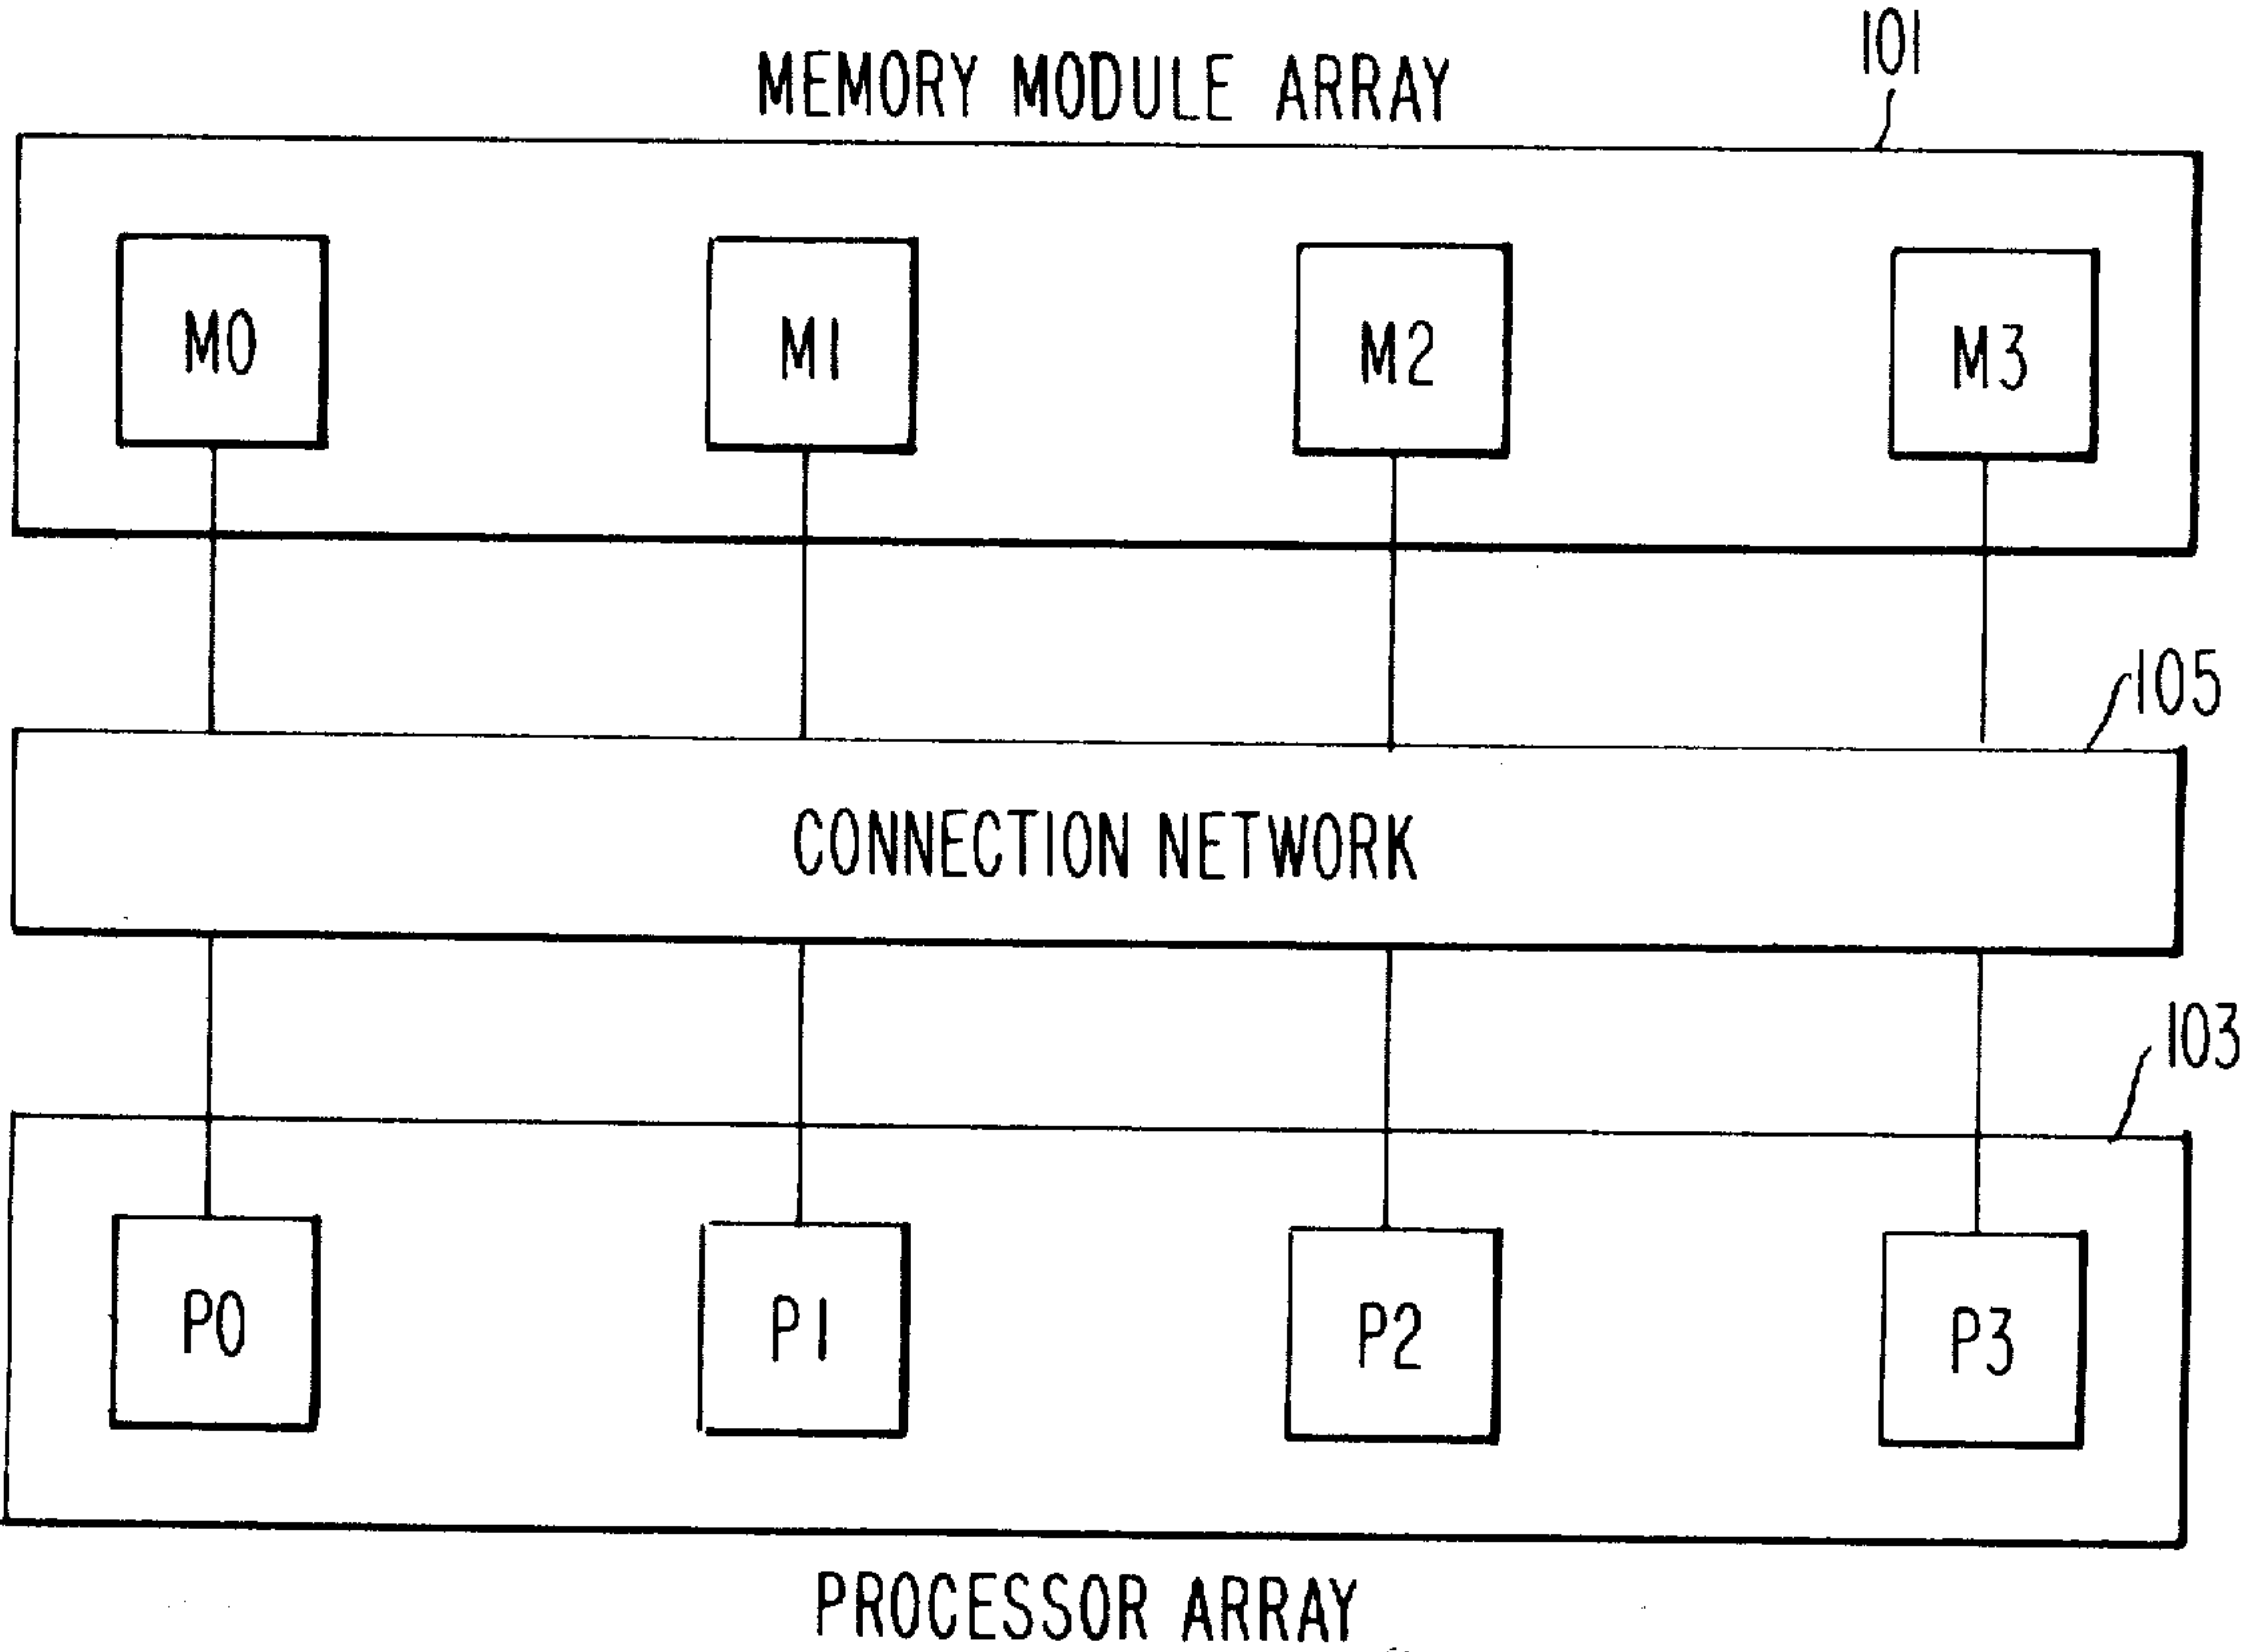 101
MEMORY MODULE ARRAY
M0 M1 M2 M3
105
CONNECTION NETWORK
103
P0 P1 P2 P3
PROCESSOR ARRAY